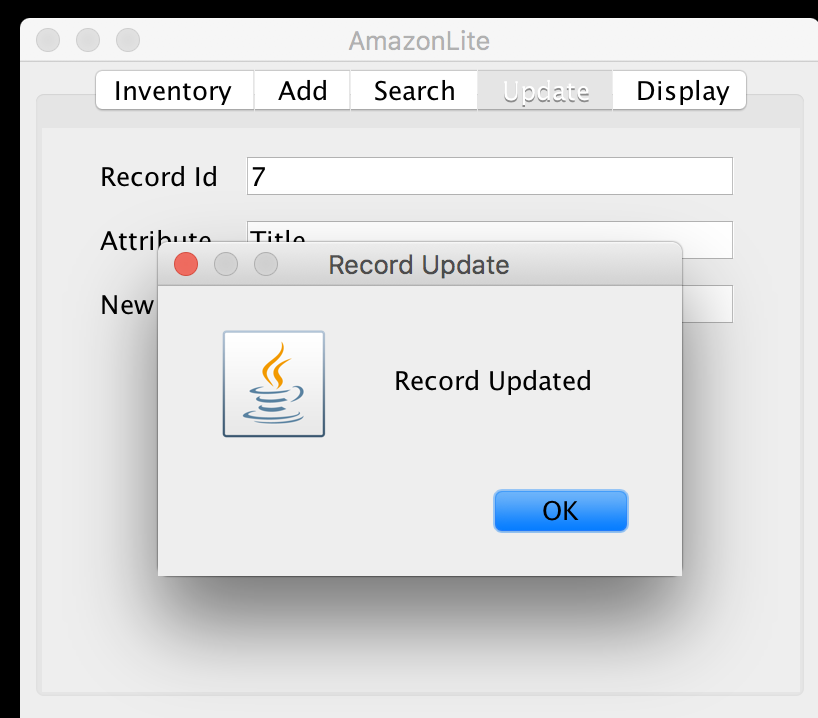 AmazonLite
Inventory Add Search Update Display
Record Id 7
Attribute Title
New
Record Update
Record Updated
OK